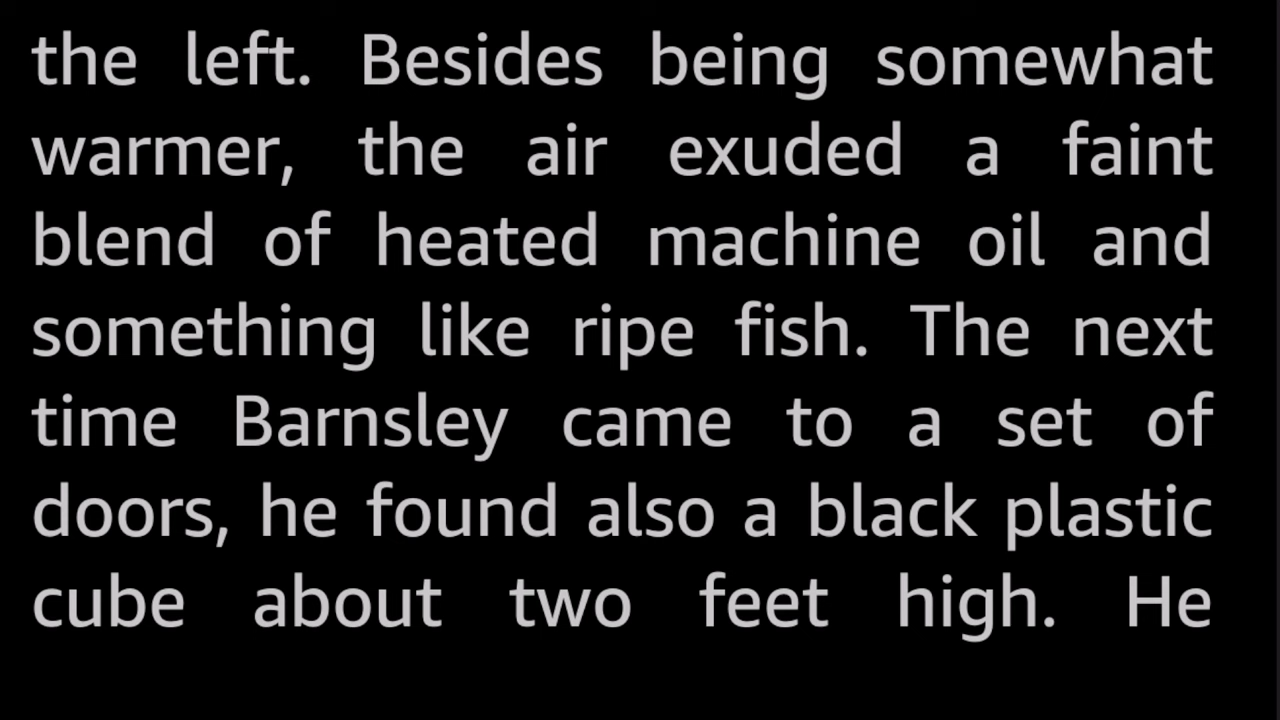 the left. Besides being somewhat
warmer, the air exuded a faint
blend of heated machine oil and
something like ripe fish. The next
time Barnsley came to a set of
doors, he found also a black plastic
cube about two feet high. He